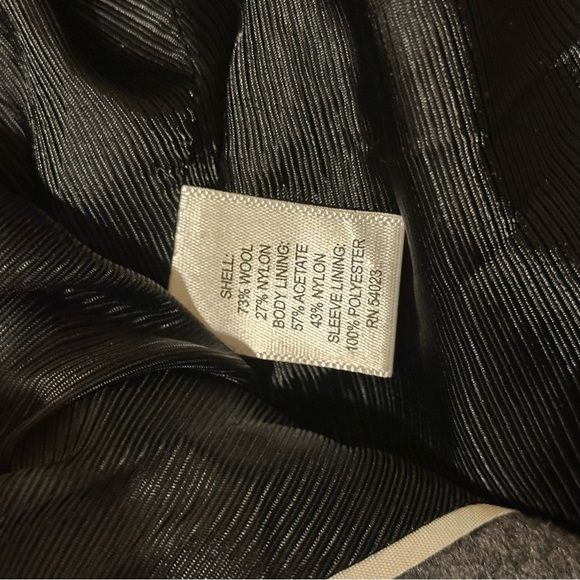 SHELL:
73% WOOL
27% NYLON
BODY LINING:
57% ACETATE
43% NYLON
SLEEVE LINING:
100% POLYESTER
RN 54023